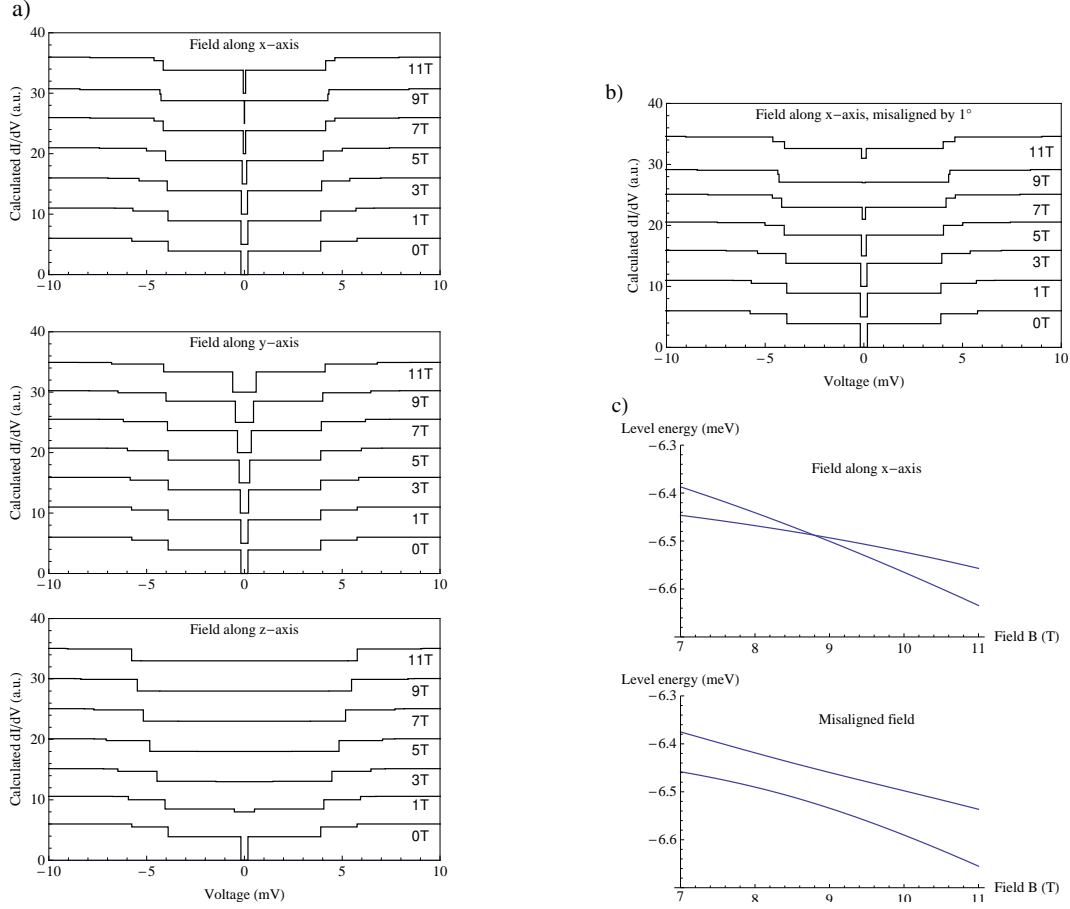 a)
Field along x−axis
Calculated dI/dV (a.u.)
40
30
20
10
0
11T
9T
7T
5T
3T
1T
0T
−10
−5
0
5
10
Field along y−axis
Calculated dI/dV (a.u.)
40
30
20
10
0
11T
9T
7T
5T
3T
1T
0T
−10
−5
0
5
10
Field along z−axis
Calculated dI/dV (a.u.)
40
30
20
10
0
11T
9T
7T
5T
3T
1T
0T
−10
−5
0
5
10
Voltage (mV)
b)
Field along x−axis, misaligned by 1°
Calculated dI/dV (a.u.)
40
30
20
10
0
11T
9T
7T
5T
3T
1T
0T
−10
−5
0
5
10
Voltage (mV)
c)
Level energy (meV)
Field along x−axis
−6.3
−6.4
−6.5
−6.6
7
8
9
10
11
Field B (T)
Level energy (meV)
Misaligned field
−6.3
−6.4
−6.5
−6.6
7
8
9
10
11
Field B (T)